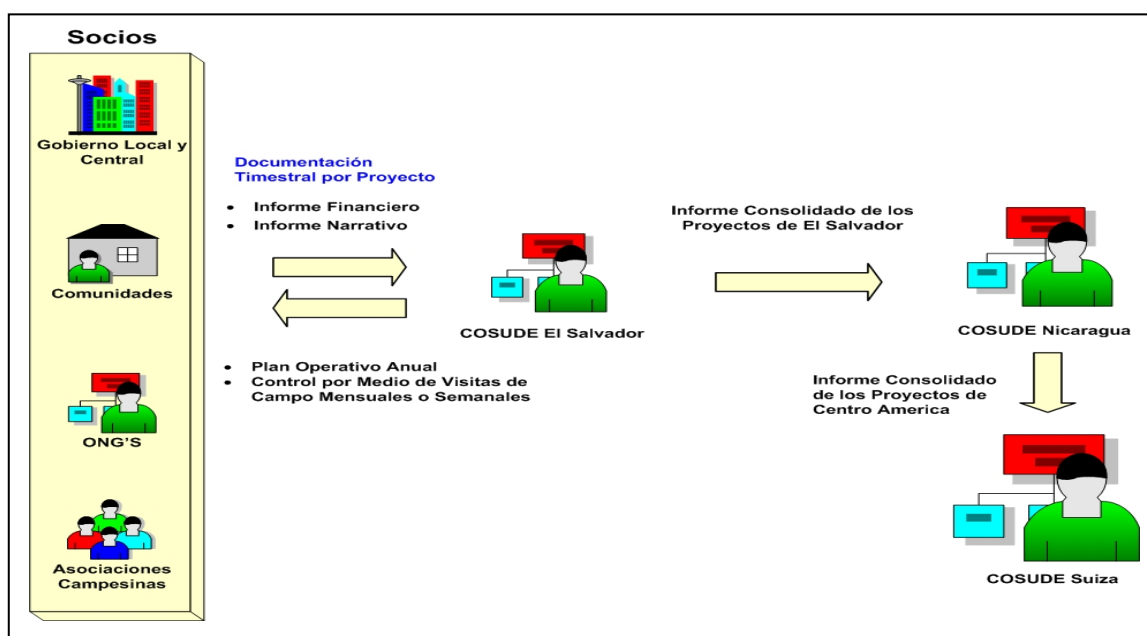 Socios
Gobierno Local y
Central
Comunidades
ONG'S
Asociaciones
Campesinas
Documentación
Timestral por Proyecto
• Informe Financiero
• Informe Narrativo
• Plan Operativo Anual
• Control por Medio de Visitas de
Campo Mensuales o Semanales
COSUDE El Salvador
Informe Consolidado de los
Proyectos de El Salvador
COSUDE Nicaragua
Informe Consolidado
de los Proyectos de
Centro America
COSUDE Suiza